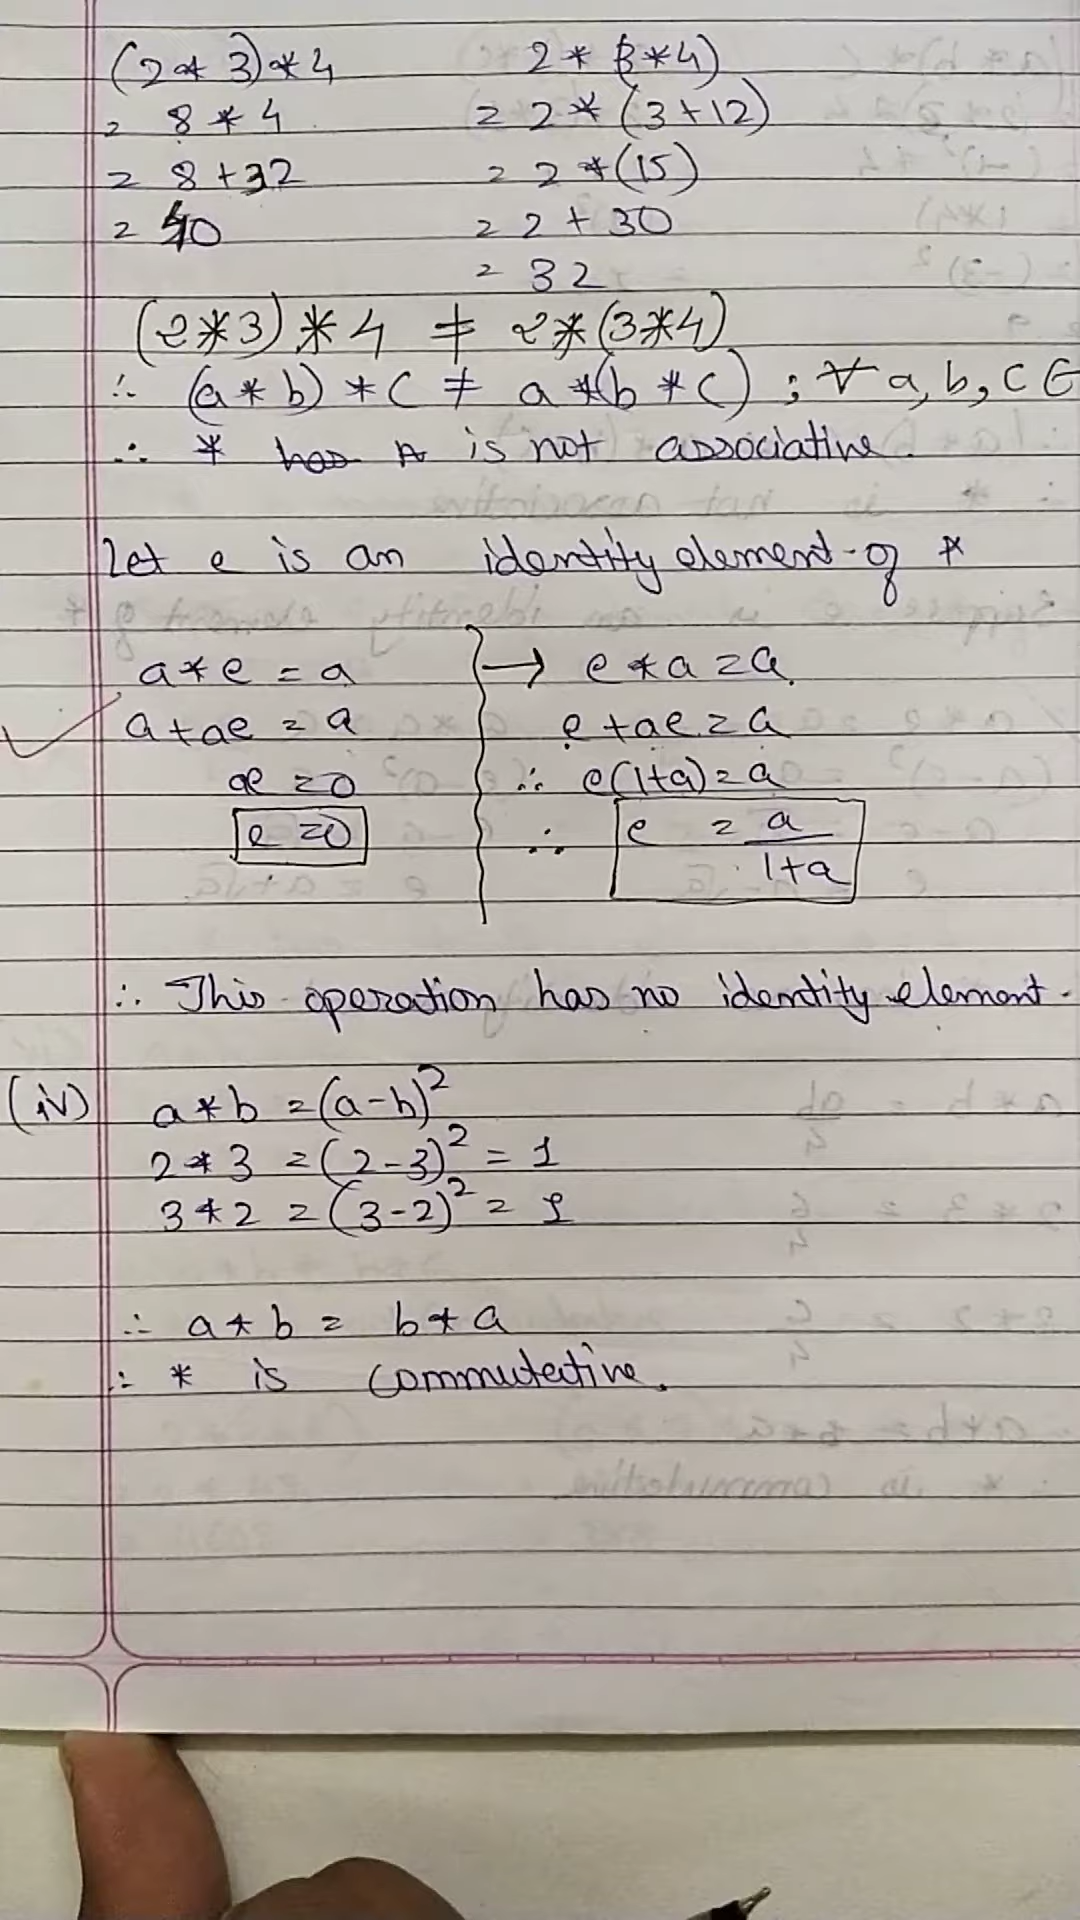 (2 * 3) * 4    2 * (3 * 4)
= 8 * 4    = 2 * (3 + 12)
= 8 + 32    = 2 * (15)
= 40    = 2 + 30
= 32
(2 * 3) * 4 ≠ 2 * (3 * 4)
∴ (a * b) * c ≠ a * (b * c) ; ∀ a, b, c ∈
∴ * has is not associative.
Let e is an identity element of *
a * e = a    → e * a = a
a + ae = a    e + ae = a
ae = 0    ∴ e(1+a) = a
e = 0    ∴ e = a/(1+a)
∴ This operation has no identity element.
(iv) a * b = (a-b)²
2 * 3 = (2-3)² = 1
3 * 2 = (3-2)² = 1
∴ a * b = b * a
∴ * is commutective.